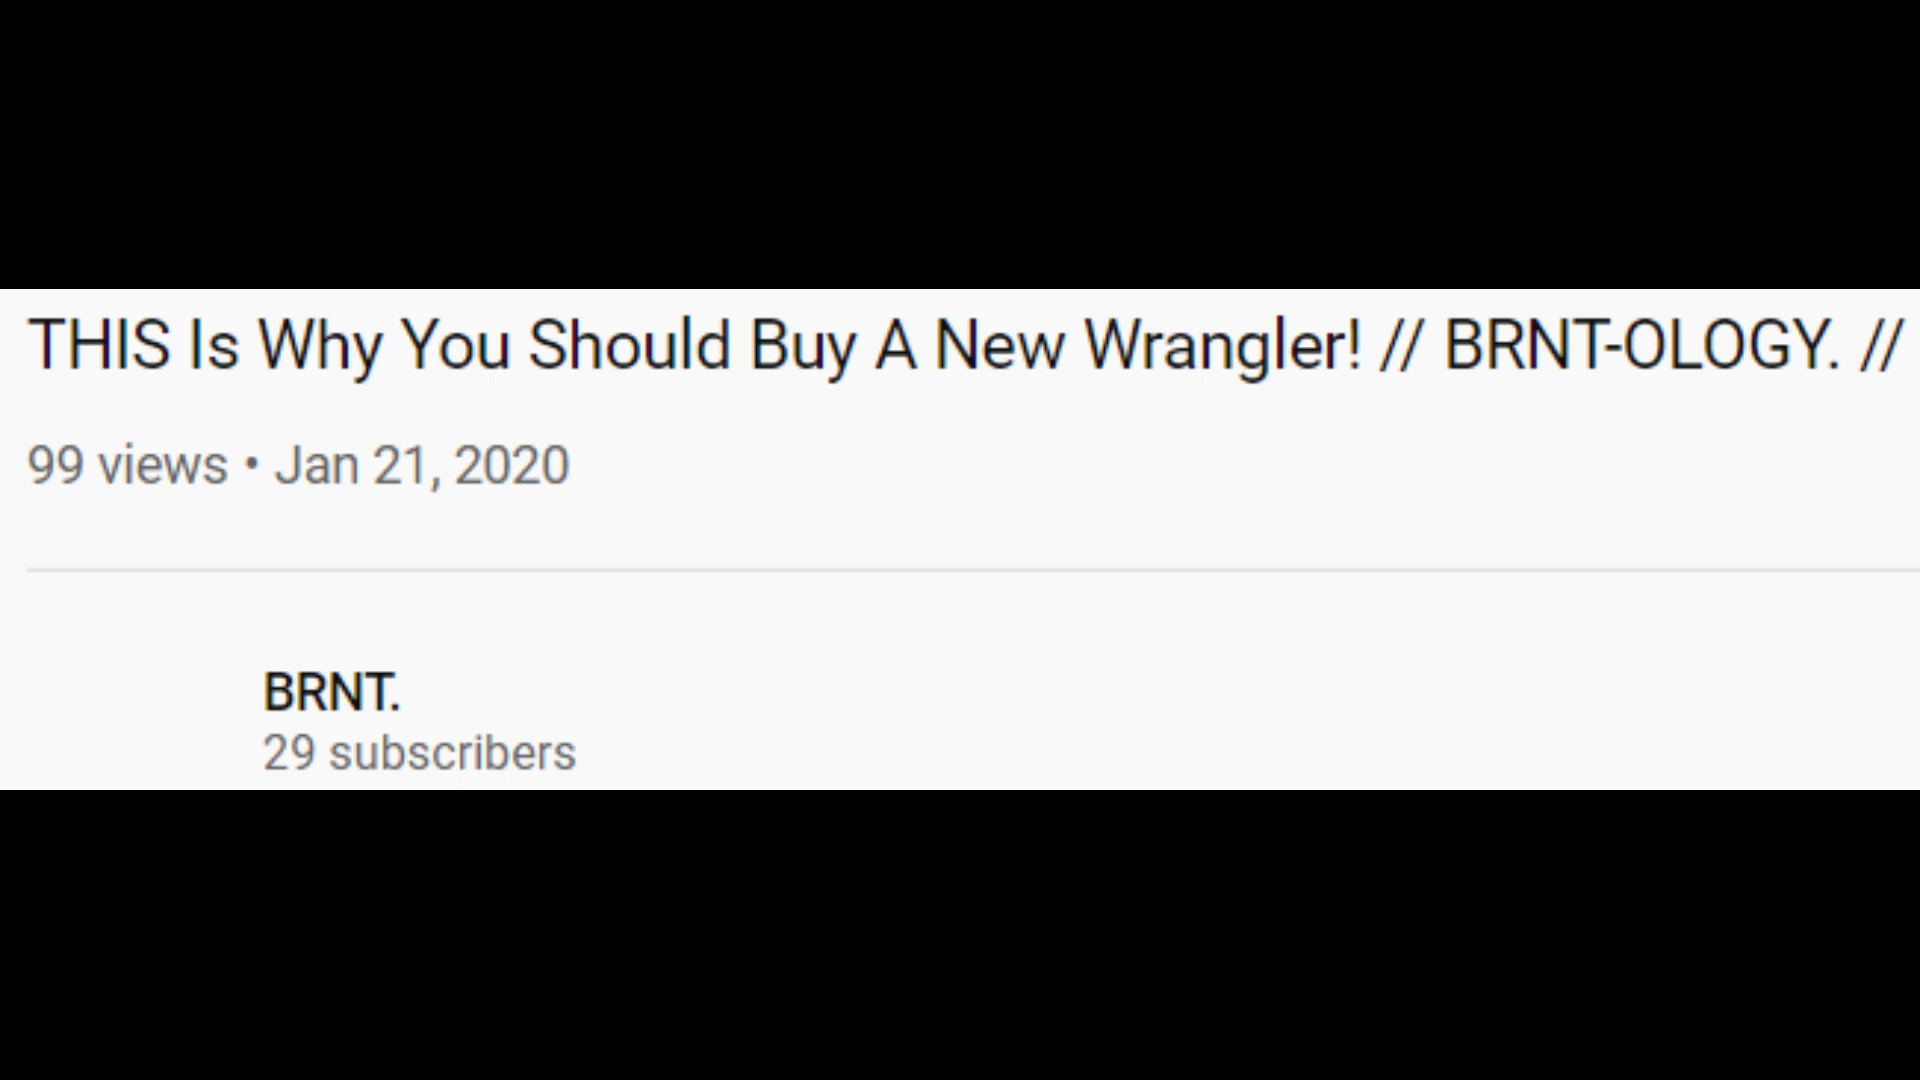 THIS Is Why You Should Buy A New Wrangler! // BRNT-OLOGY. //
99 views • Jan 21, 2020
BRNT.
29 subscribers